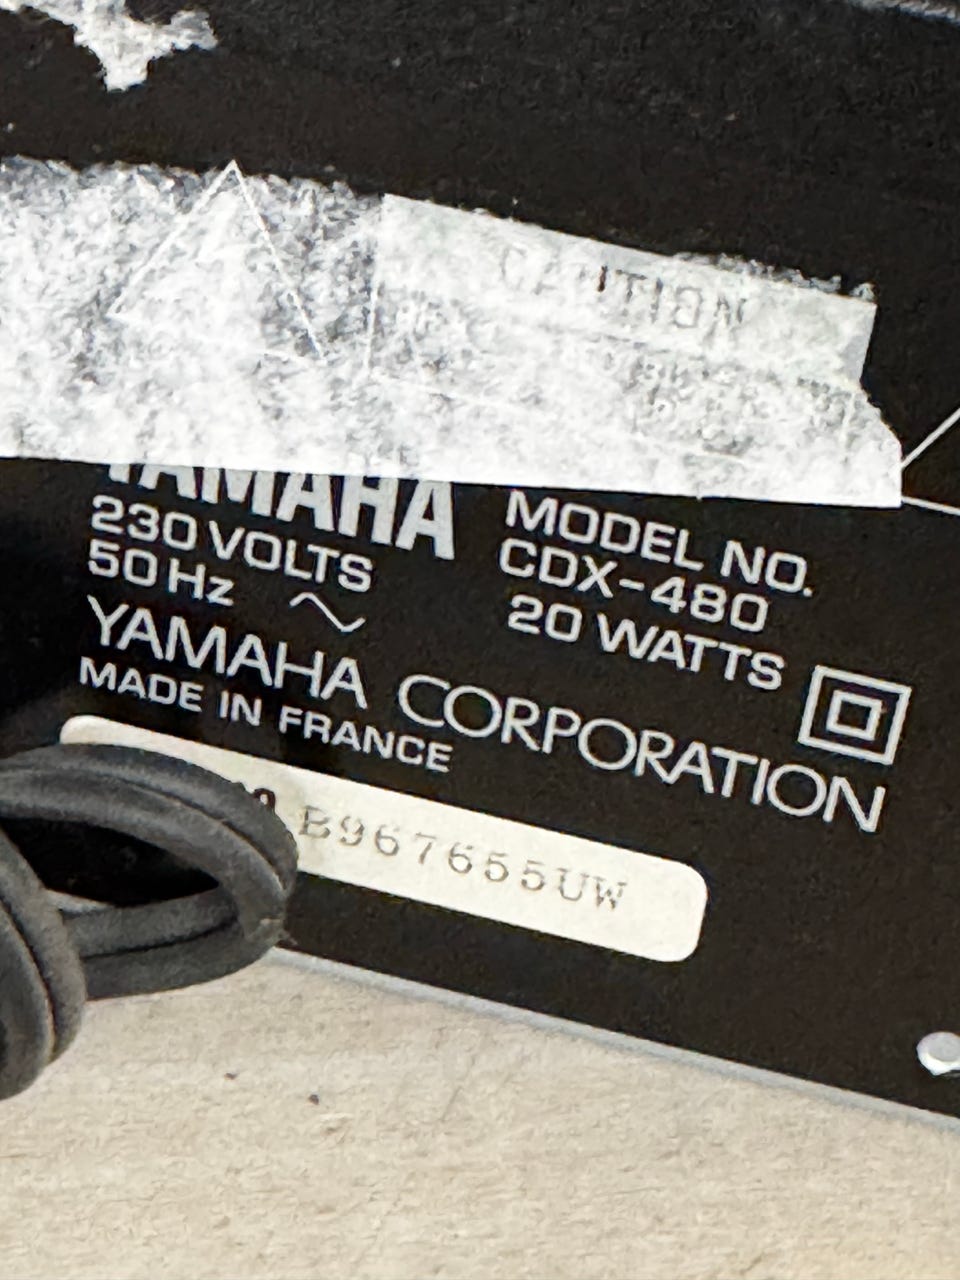 CAUTION
YAMAHA
230 VOLTS
50 Hz
MODEL NO.
CDX-480
20 WATTS
YAMAHA CORPORATION
MADE IN FRANCE
B967655UW